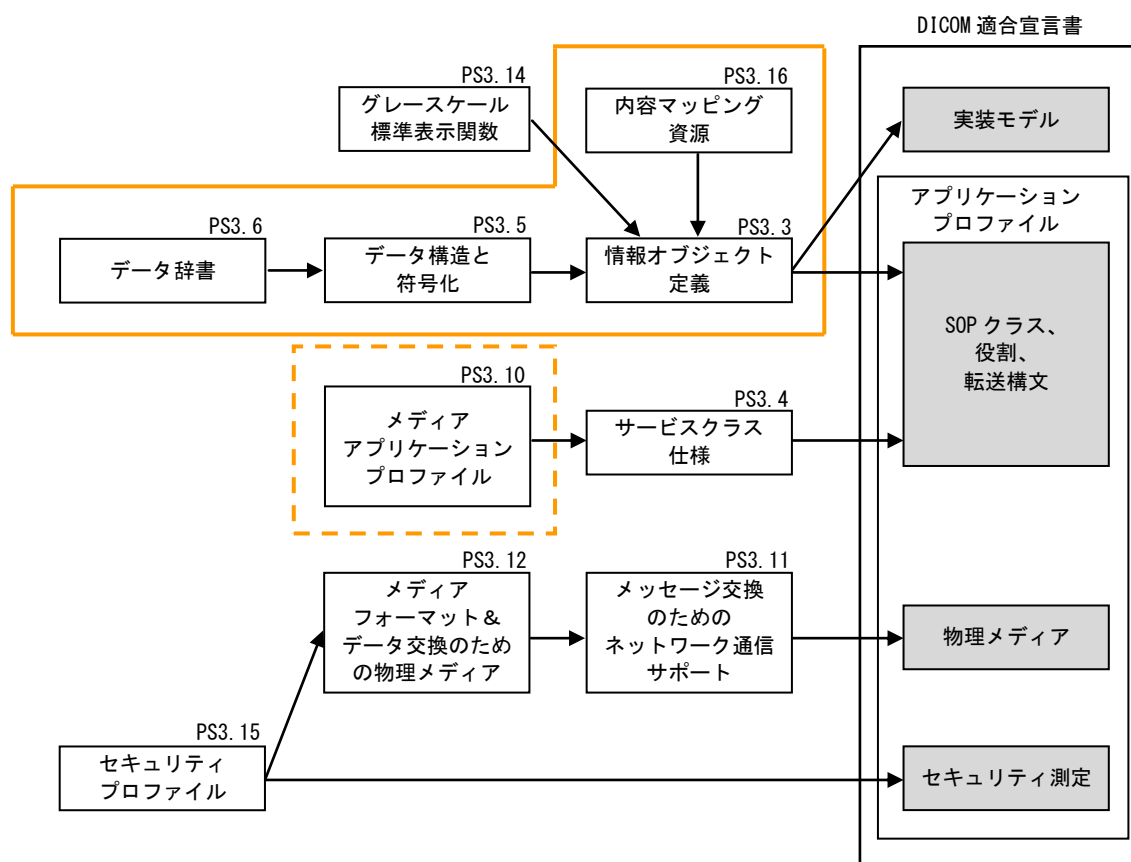 DICOM 適合宣言書
PS3.14
グレースケール
標準表示関数
PS3.16
内容マッピング
資源
実装モデル
アプリケーション
プロファイル
PS3.6
データ辞書
PS3.5
データ構造と
符号化
PS3.3
情報オブジェクト
定義
SOP クラス、
役割、
転送構文
PS3.10
メディア
アプリケーション
プロファイル
PS3.4
サービスクラス
仕様
PS3.12
メディア
フォーマット＆
データ交換のため
の物理メディア
PS3.11
メッセージ交換
のための
ネットワーク通信
サポート
物理メディア
PS3.15
セキュリティ
プロファイル
セキュリティ測定